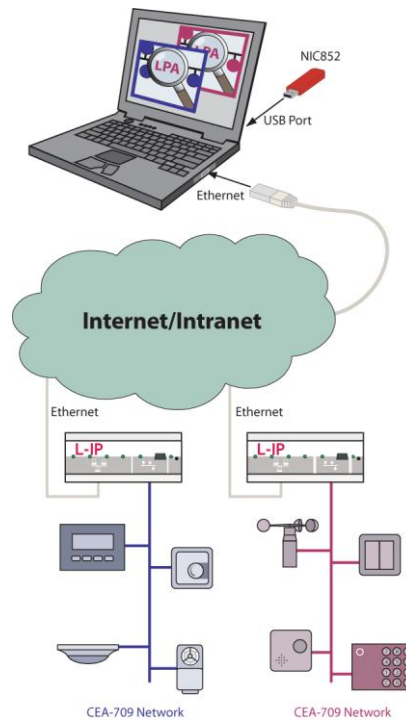 LPA
LPA
NIC852
USB Port
Ethernet
Internet/Intranet
Ethernet
Ethernet
L-IP
L-IP
CEA-709 Network
CEA-709 Network